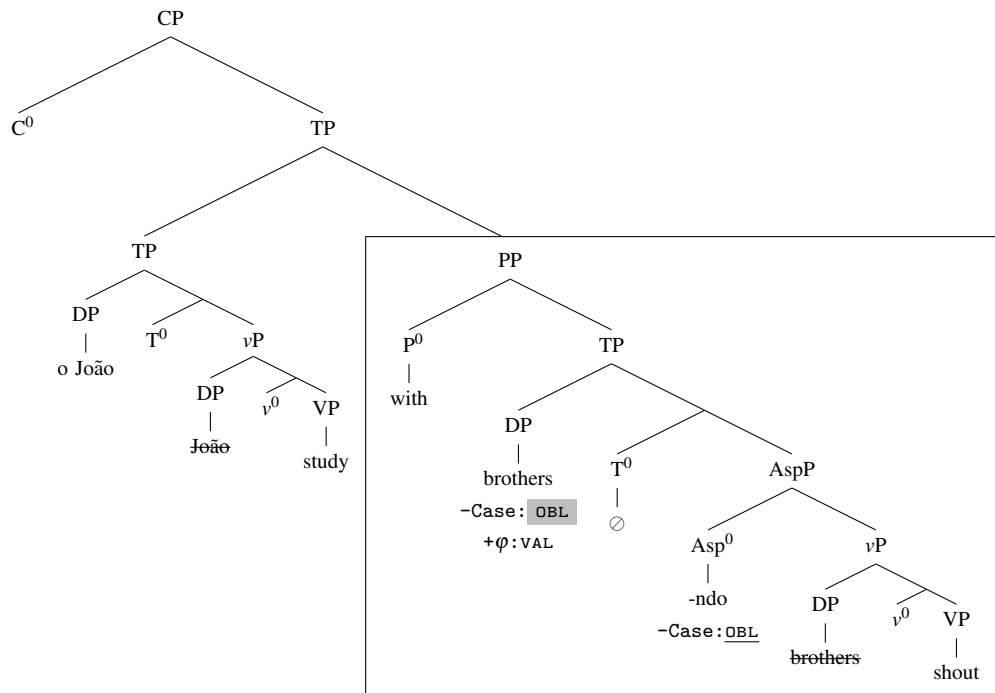 CP
C⁰ TP
TP PP
DP P⁰ TP
o João T⁰ vP with
DP v⁰ VP DP
João study brothers T⁰ AspP
-Case: OBL ∅
+φ:VAL Asp⁰ vP
-ndo DP v⁰ VP
-Case:OBL brothers shout